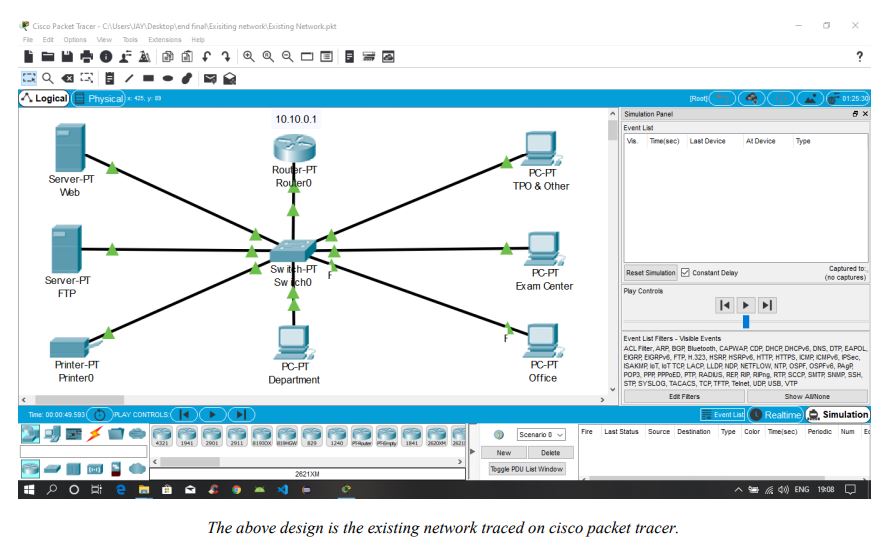 Cisco Packet Tracer - C:\Users\JAY\Desktop\end final\Exisiting network\Existing Network.pkt
File Edit Options View Tools Extensions Help
?
Logical Physical x: 425, y: 89 [Root] 01:25:30
10.10.0.1
Router-PT
Router0
Server-PT
Web
PC-PT
TPO & Other
Server-PT
FTP
Switch-PT
Switch0
F
PC-PT
Exam Center
Printer-PT
Printer0
PC-PT
Department
F
PC-PT
Office
Simulation Panel
Event List
Vis. Time(sec) Last Device At Device Type
Reset Simulation Constant Delay Captured to:
(no captures)
Play Controls
Event List Filters - Visible Events
ACL Filter, ARP, BGP, Bluetooth, CAPWAP, CDP, DHCP, DHCPv6, DNS, DTP, EAPOL,
EIGRP, EIGRPv6, FTP, H.323, HSRP, HSRPv6, HTTP, HTTPS, ICMP, ICMPv6, IPSec,
ISAKMP, IoT, IoT TCP, LACP, LLDP, NDP, NETFLOW, NTP, OSPF, OSPFv6, PAgP,
POP3, PPP, PPPoED, PTP, RADIUS, REP, RIP, RIPng, RTP, SCCP, SMTP, SNMP, SSH,
STP, SYSLOG, TACACS, TCP, TFTP, Telnet, UDP, USB, VTP
Edit Filters Show All/None
Time: 00:00:49.593 PLAY CONTROLS: Event List Realtime Simulation
4321 1941 2901 2911 819IOX 819HGW 829 1240 PT-Router PT-Empty 1841 2620XM 2621
2621XM
Scenario 0
New Delete
Toggle PDU List Window
Fire Last Status Source Destination Type Color Time(sec) Periodic Num
ENG 19:08
The above design is the existing network traced on cisco packet tracer.